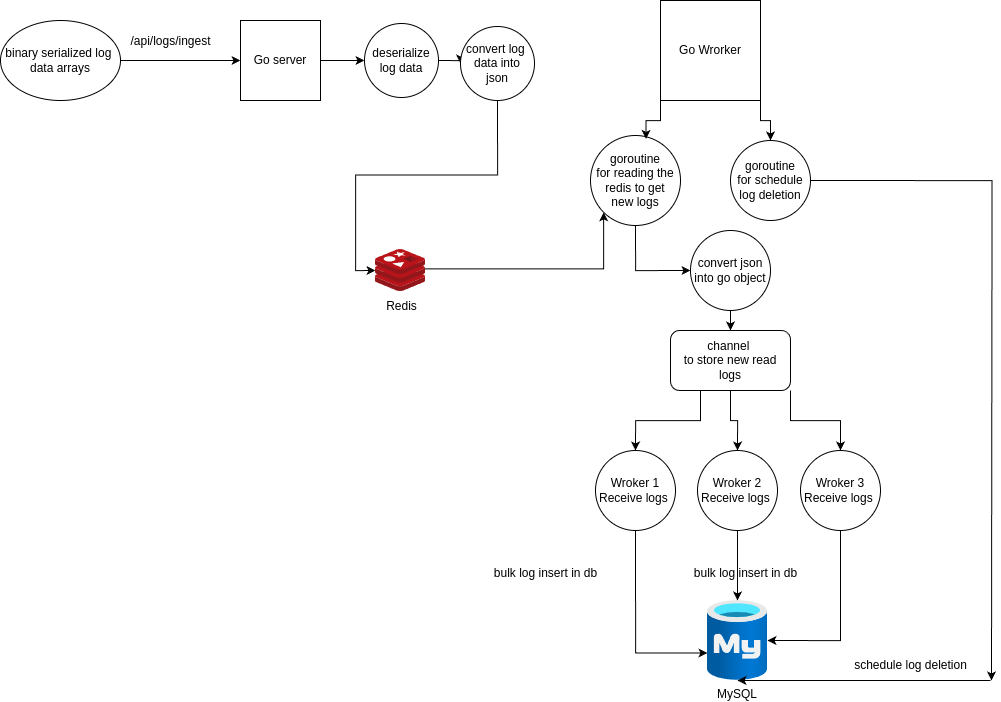 binary serialized log
data arrays
/api/logs/ingest
Go server
deserialize
log data
convert log
data into
json
Go Wrorker
goroutine
for reading the
redis to get
new logs
goroutine
for schedule
log deletion
convert json
into go object
Redis
channel
to store new read
logs
Wroker 1
Receive logs
Wroker 2
Receive logs
Wroker 3
Receive logs
bulk log insert in db
bulk log insert in db
My
schedule log deletion
MySQL